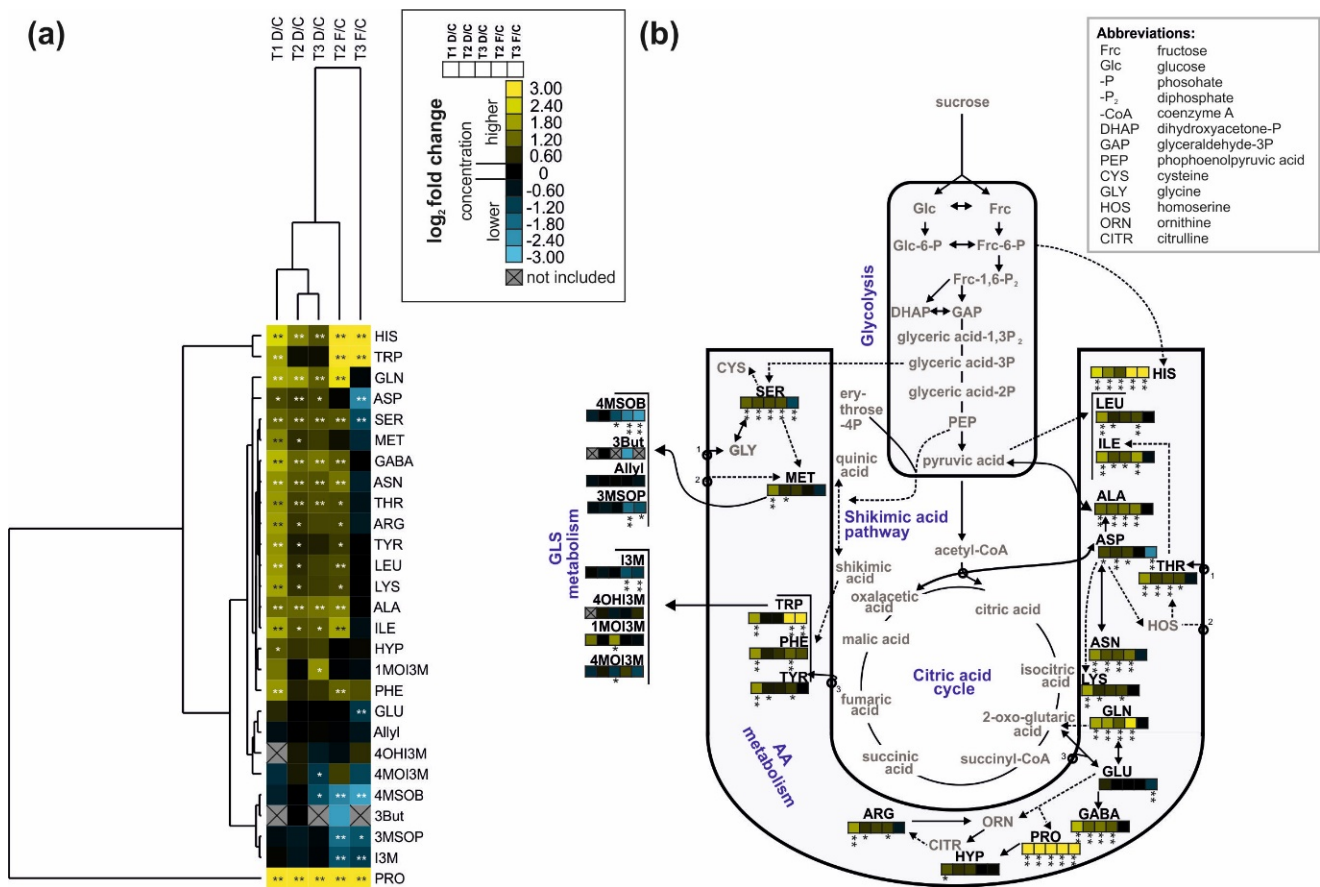 (a)
T1 D/C
T2 D/C
T3 D/C
T2 F/C
T3 F/C
T1 D/C
T2 D/C
T3 D/C
T2 F/C
T3 F/C
log2 fold change
concentration
higher
lower
3.00
2.40
1.80
1.20
0.60
0
-0.60
-1.20
-1.80
-2.40
-3.00
not included
** ** ** ** ** HIS
** ** ** TRP
** ** ** ** GLN
* ** * ** ASP
** ** ** ** ** SER
** * MET
** ** ** ** GABA
** ** ** ** ASN
** ** ** * THR
** * * ARG
** * * TYR
** * ** LEU
** * * LYS
** ** ** ** ALA
** * * ** ILE
* HYP
* 1MOI3M
** ** PHE
** GLU
Allyl
4OHI3M
* 4MOI3M
* ** ** 4MSOB
3But
** * 3MSOP
** ** I3M
** ** ** ** ** PRO
(b)
Abbreviations:
Frc fructose
Glc glucose
-P phosohate
-P2 diphosphate
-CoA coenzyme A
DHAP dihydroxyacetone-P
GAP glyceraldehyde-3P
PEP phophoenolpyruvic acid
CYS cysteine
GLY glycine
HOS homoserine
ORN ornithine
CITR citrulline
sucrose
Glycolysis
Glc Frc
Glc-6-P Frc-6-P
Frc-1,6-P2
DHAP GAP
glyceric acid-1,3P2
glyceric acid-3P
glyceric acid-2P
PEP
pyruvic acid
acetyl-CoA
ery-
throse
-4P
quinic
acid
Shikimic acid
pathway
shikimic
acid
CYS
SER
GLY
MET
1
2
GLS
metabolism
4MSOB
3But
Allyl
3MSOP
I3M
4OHI3M
1MOI3M
4MOI3M
TRP
PHE
TYR
3
AA
metabolism
Citric acid
cycle
oxalacetic
acid
citric acid
malic acid
isocitric
acid
fumaric
acid
2-oxo-glutaric
acid
succinic
acid
succinyl-CoA
HIS
LEU
ILE
ALA
ASP
THR
1
HOS
2
ASN
LYS
GLN
3
GLU
GABA
ARG
ORN
CITR
PRO
HYP